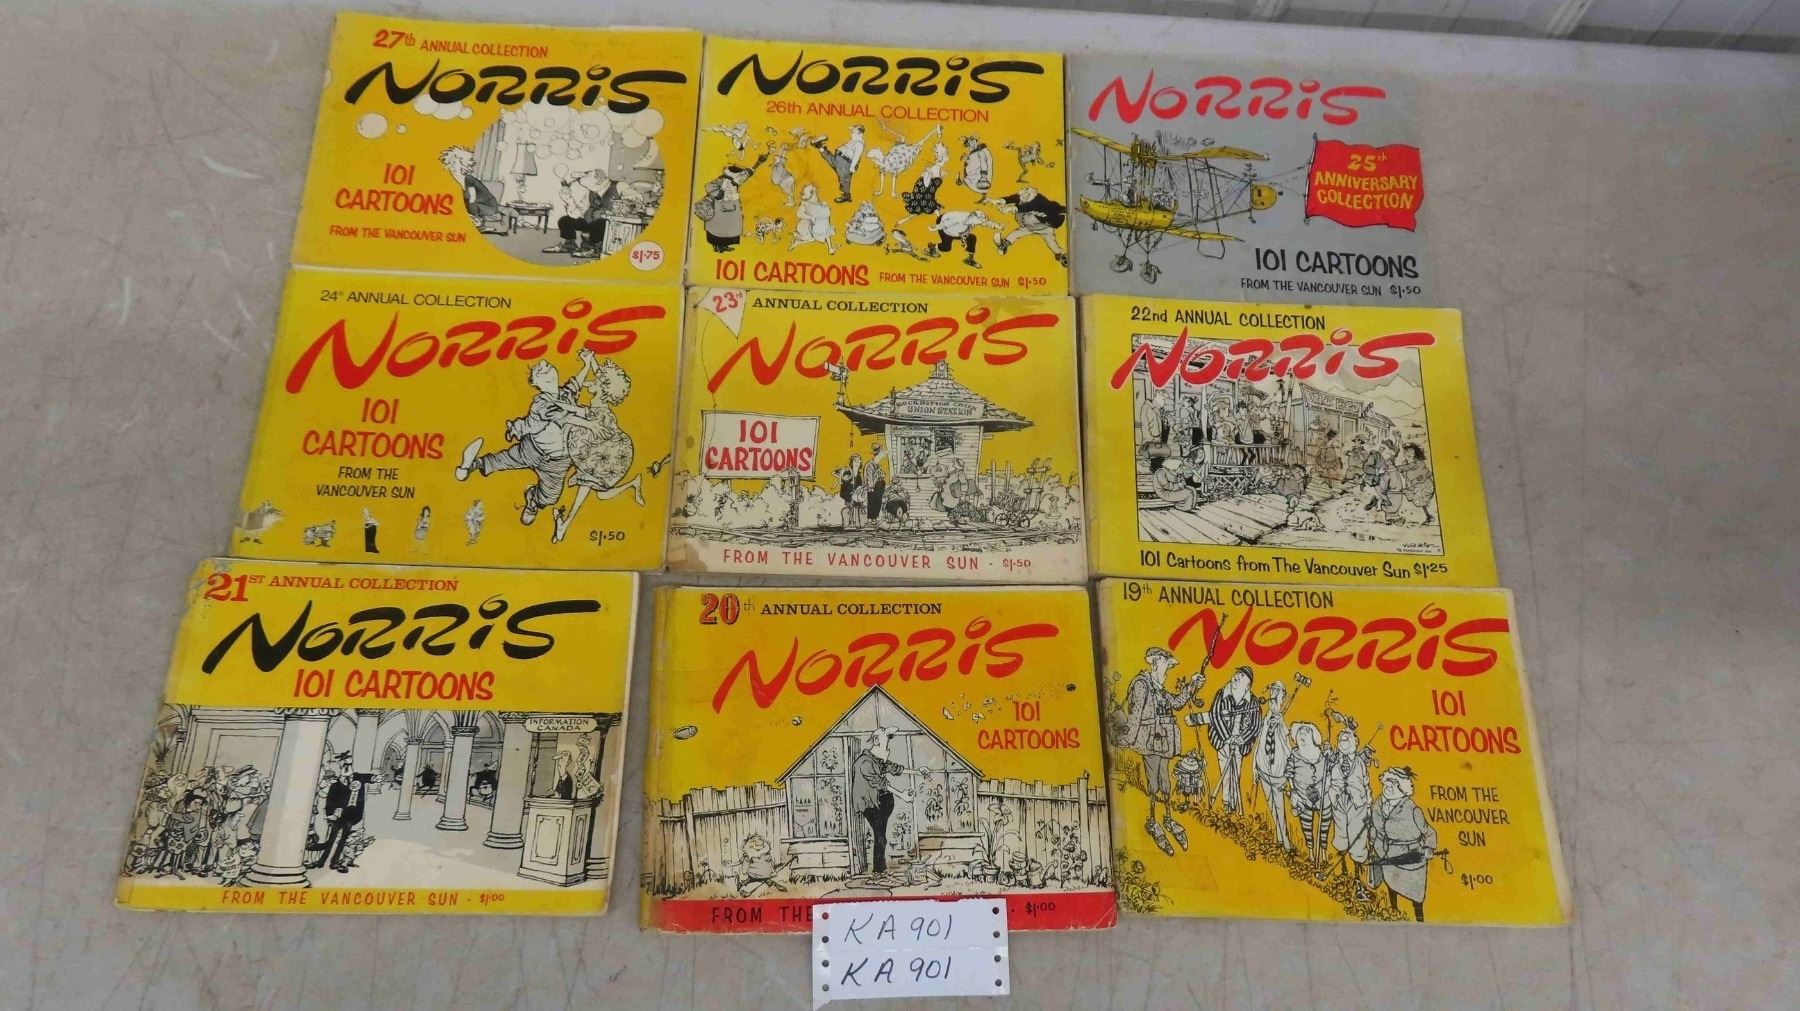 27th ANNUAL COLLECTION
NORRIS
101
CARTOONS
FROM THE VANCOUVER SUN
$1.75
NORRIS
26th ANNUAL COLLECTION
101 CARTOONS FROM THE VANCOUVER SUN $1.50
NORRIS
25th
ANNIVERSARY
COLLECTION
101 CARTOONS
FROM THE VANCOUVER SUN $1.50
24th ANNUAL COLLECTION
NORRIS
101
CARTOONS
FROM THE
VANCOUVER SUN
$1.50
23rd ANNUAL COLLECTION
NORRIS
UNION STATION
101
CARTOONS
FROM THE VANCOUVER SUN - $1.50
22nd ANNUAL COLLECTION
NORRIS
101 Cartoons from The Vancouver Sun $1.25
21ST ANNUAL COLLECTION
NORRIS
101 CARTOONS
INFORMATION
CANADA
FROM THE VANCOUVER SUN - $1.00
20th ANNUAL COLLECTION
NORRIS
101
CARTOONS
FROM THE
. $1.00
19th ANNUAL COLLECTION
NORRIS
101
CARTOONS
FROM THE
VANCOUVER
SUN
$1.00
KA901
KA901